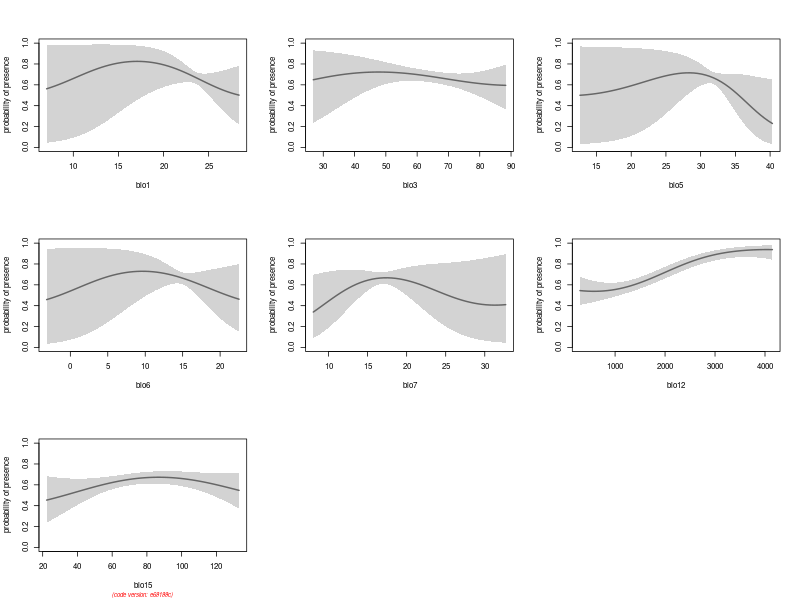 probability of presence
0.0 0.2 0.4 0.6 0.8 1.0
10 15 20 25
bio1
probability of presence
0.0 0.2 0.4 0.6 0.8 1.0
30 40 50 60 70 80 90
bio3
probability of presence
0.0 0.2 0.4 0.6 0.8 1.0
15 20 25 30 35 40
bio5
probability of presence
0.0 0.2 0.4 0.6 0.8 1.0
0 5 10 15 20
bio6
probability of presence
0.0 0.2 0.4 0.6 0.8 1.0
10 15 20 25 30
bio7
probability of presence
0.0 0.2 0.4 0.6 0.8 1.0
1000 2000 3000 4000
bio12
probability of presence
0.0 0.2 0.4 0.6 0.8 1.0
20 40 60 80 100 120
bio15
(code version: